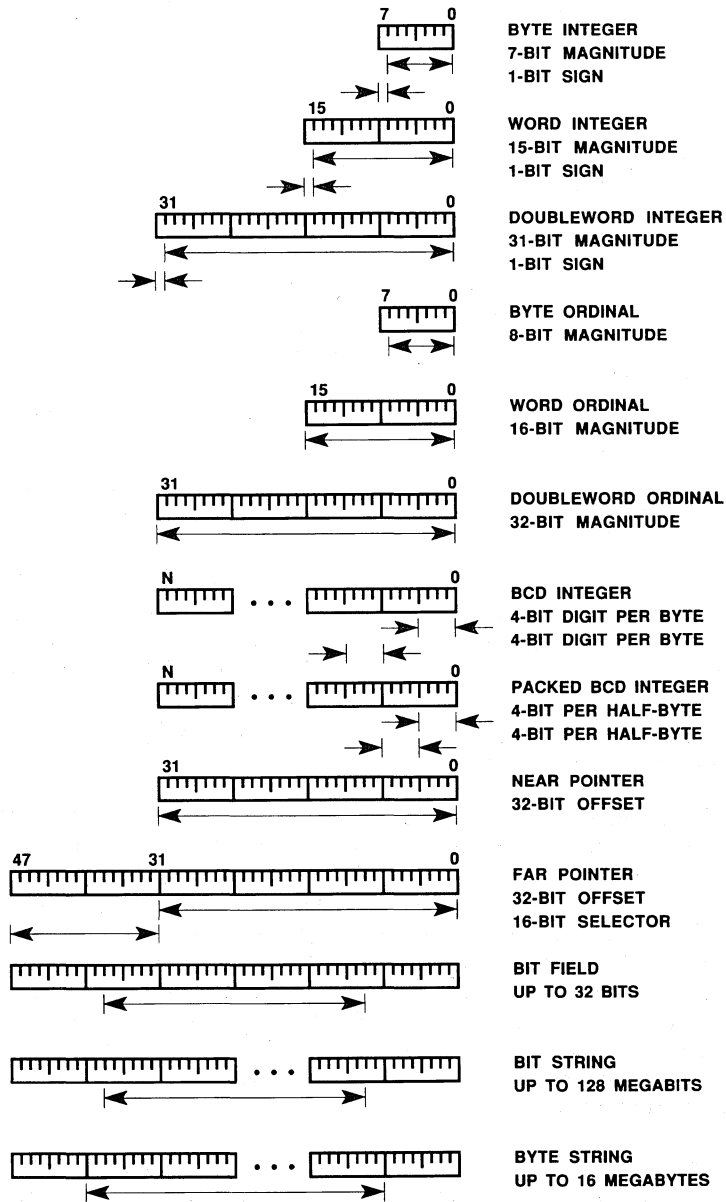 7 0
BYTE INTEGER
7-BIT MAGNITUDE
1-BIT SIGN
15 0
WORD INTEGER
15-BIT MAGNITUDE
1-BIT SIGN
31 0
DOUBLEWORD INTEGER
31-BIT MAGNITUDE
1-BIT SIGN
7 0
BYTE ORDINAL
8-BIT MAGNITUDE
15 0
WORD ORDINAL
16-BIT MAGNITUDE
31 0
DOUBLEWORD ORDINAL
32-BIT MAGNITUDE
N 0
BCD INTEGER
4-BIT DIGIT PER BYTE
4-BIT DIGIT PER BYTE
N 0
PACKED BCD INTEGER
4-BIT PER HALF-BYTE
4-BIT PER HALF-BYTE
31 0
NEAR POINTER
32-BIT OFFSET
47 31 0
FAR POINTER
32-BIT OFFSET
16-BIT SELECTOR
BIT FIELD
UP TO 32 BITS
BIT STRING
UP TO 128 MEGABITS
BYTE STRING
UP TO 16 MEGABYTES